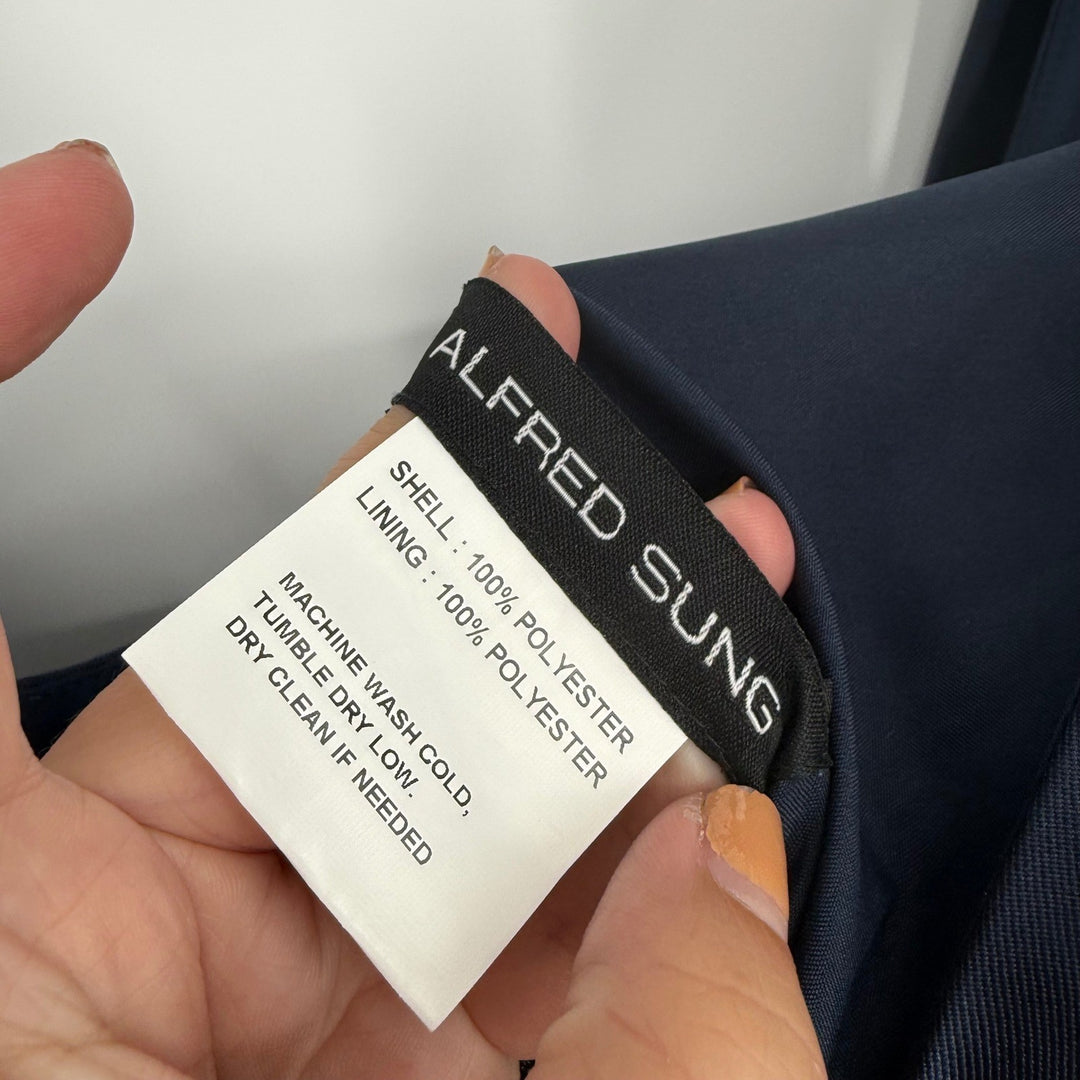 ALFRED SUNG
SHELL : 100% POLYESTER
LINING : 100% POLYESTER
MACHINE WASH COLD,
TUMBLE DRY LOW.
DRY CLEAN IF NEEDED